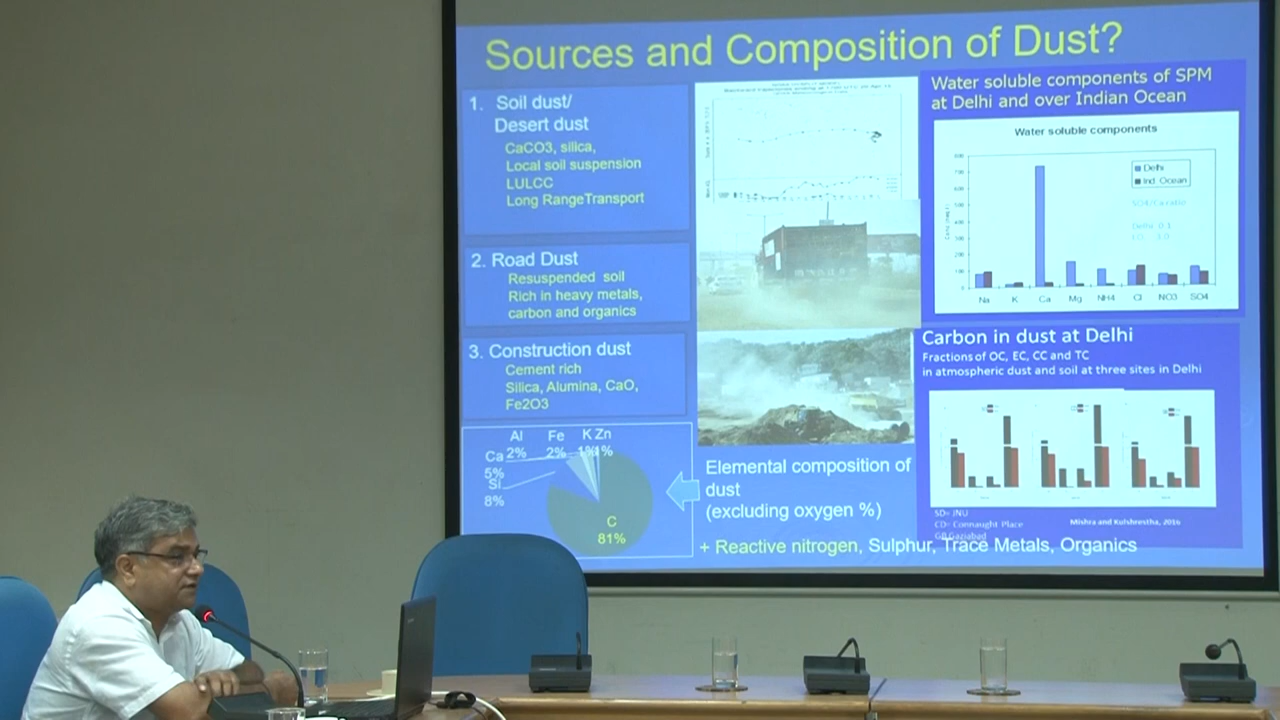 Sources and Composition of Dust?
1. Soil dust/
Desert dust
CaCO3, silica,
Local soil suspension
LULCC
Long RangeTransport
2. Road Dust
Resuspended soil
Rich in heavy metals,
carbon and organics
3. Construction dust
Cement rich
Silica, Alumina, CaO,
Fe2O3
Al
2%
Fe
2%
K Zn
Ca
5%
Si
8%
C
81%
Elemental composition of
dust
(excluding oxygen %)
+ Reactive nitrogen, Sulphur, Trace Metals, Organics
Water soluble components of SPM
at Delhi and over Indian Ocean
Water soluble components
Delhi
Ind. Ocean
Na K Ca Mg NH4 Cl NO3 SO4
Carbon in dust at Delhi
Fractions of OC, EC, CC and TC
in atmospheric dust and soil at three sites in Delhi
SD= JNU
CD= Connaught Place
Mishra and Kulshrestha, 2016